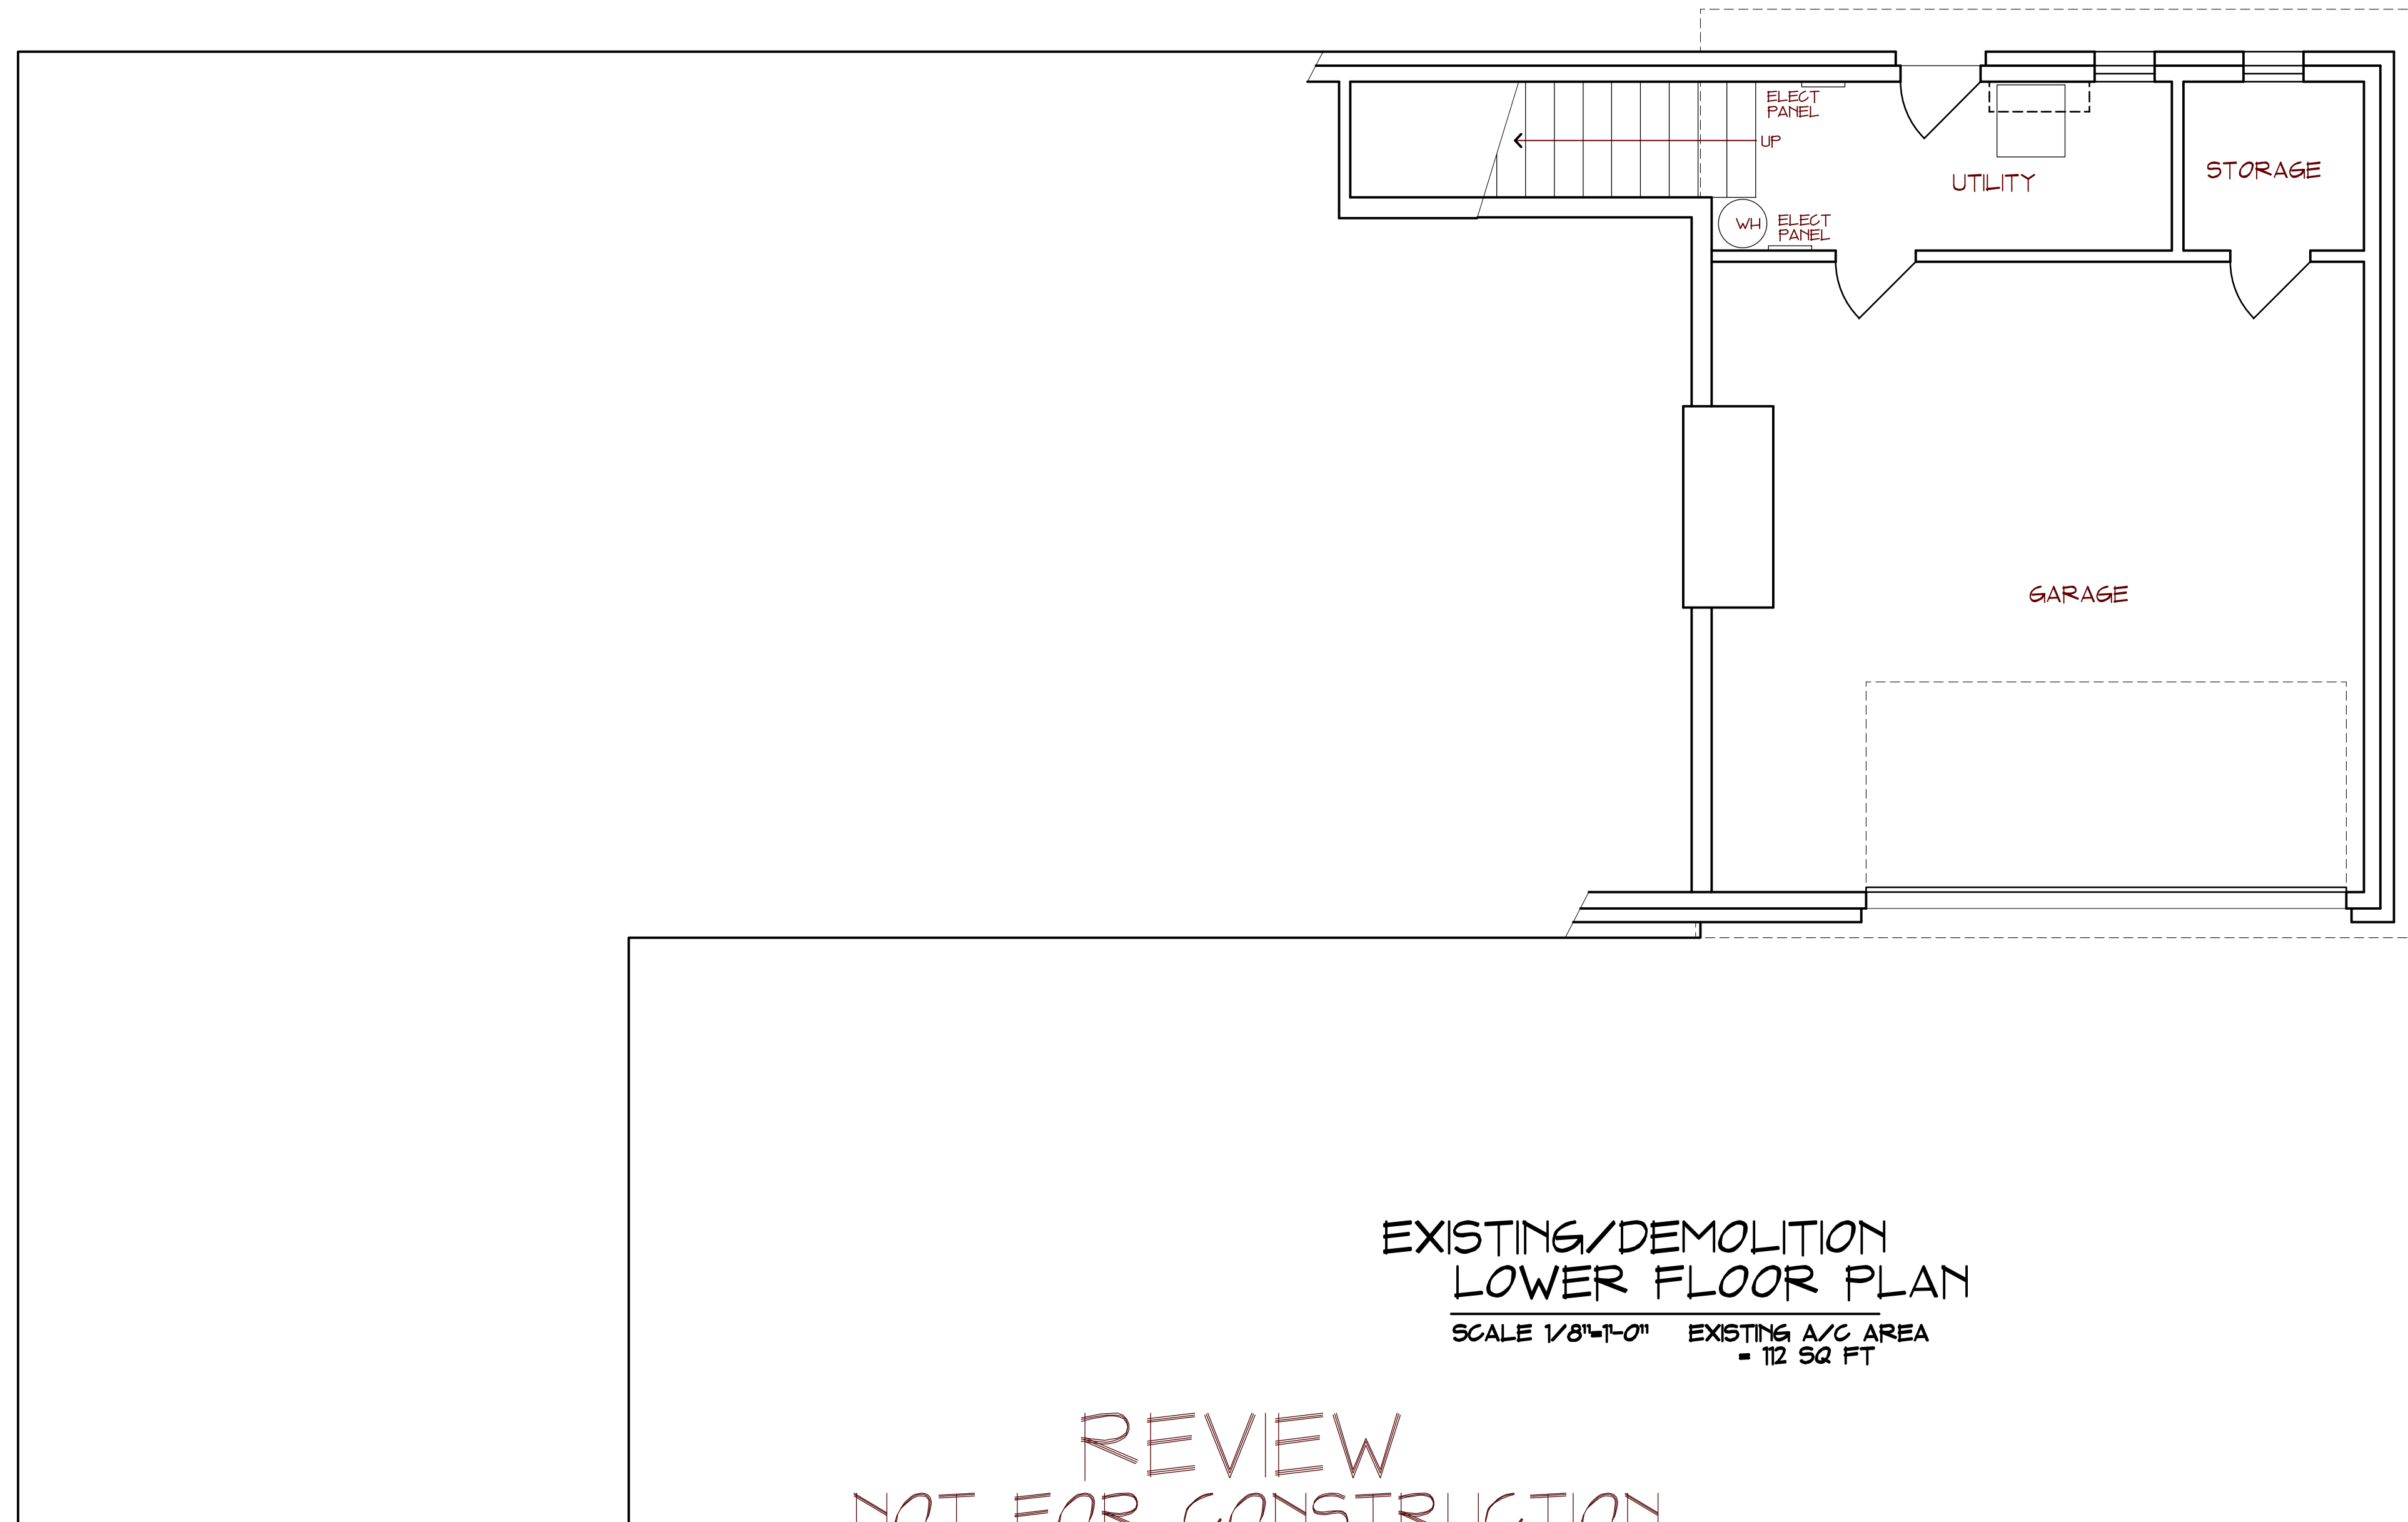 ELECT
PANEL
UP
UTILITY
STORAGE
WH
ELECT
PANEL
GARAGE
EXISTING/DEMOLITION
LOWER FLOOR PLAN
SCALE 1/8"=1'-0"
EXISTING A/C AREA
= 112 SQ FT
REVIEW
NOT FOR CONSTRUCTION